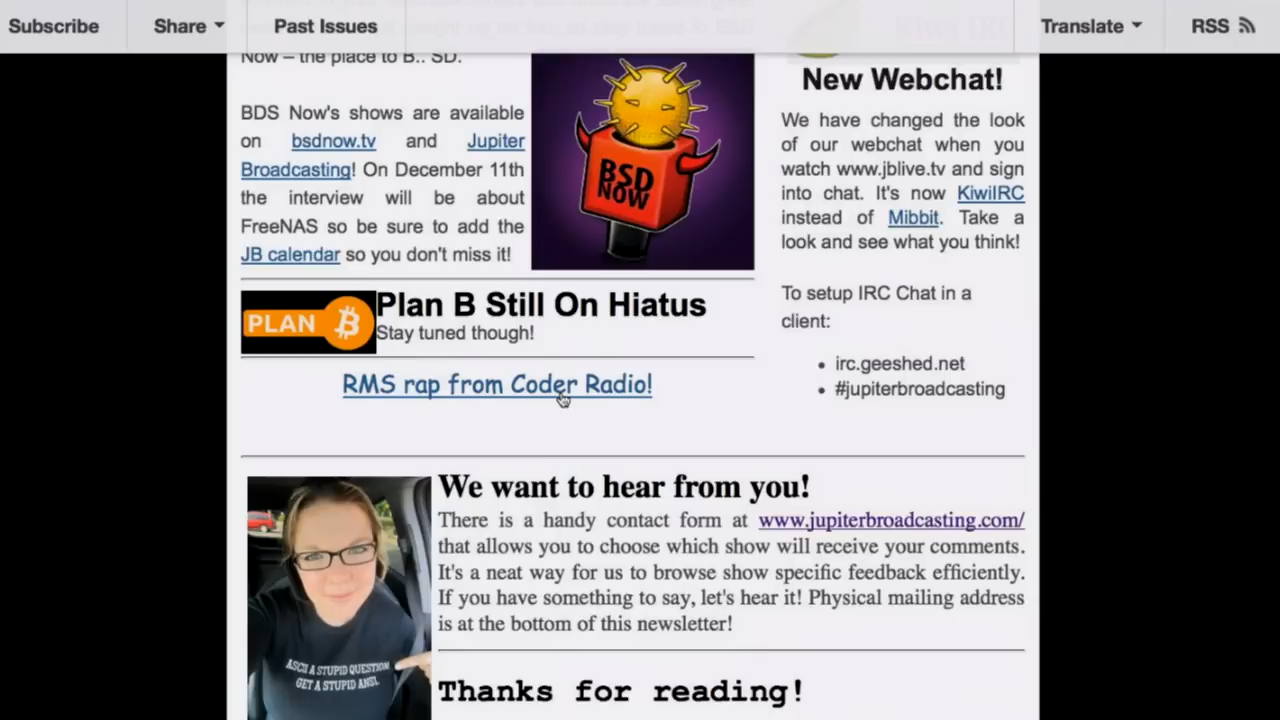 Subscribe
Share
Past Issues
Translate
RSS
Now – the place to B.. SD.
BDS Now's shows are available
on bsdnow.tv and Jupiter
Broadcasting! On December 11th
the interview will be about
FreeNAS so be sure to add the
JB calendar so you don't miss it!
BSD
NOW
PLAN B
Plan B Still On Hiatus
Stay tuned though!
RMS rap from Coder Radio!
New Webchat!
We have changed the look
of our webchat when you
watch www.jblive.tv and sign
into chat. It's now KiwiIRC
instead of Mibbit. Take a
look and see what you think!
To setup IRC Chat in a
client:
• irc.geeshed.net
• #jupiterbroadcasting
We want to hear from you!
There is a handy contact form at www.jupiterbroadcasting.com/
that allows you to choose which show will receive your comments.
It's a neat way for us to browse show specific feedback efficiently.
If you have something to say, let's hear it! Physical mailing address
is at the bottom of this newsletter!
ASCII A STUPID QUESTION
GET A STUPID ANSI.
Thanks for reading!